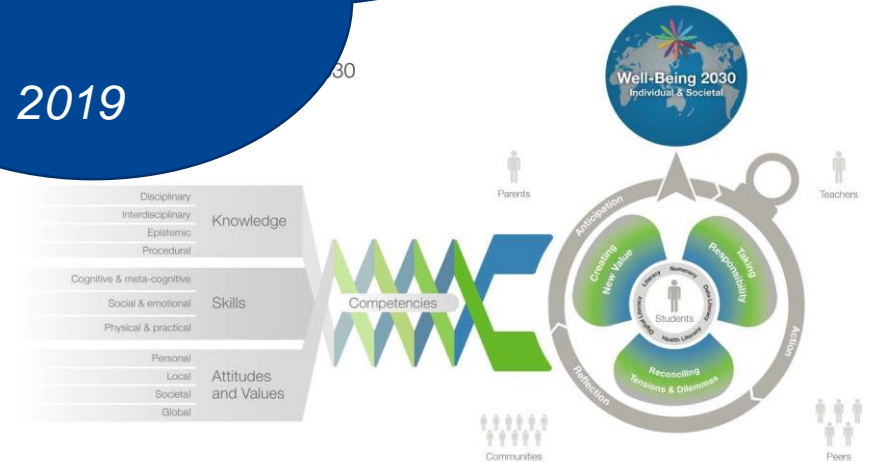 2019
30
Well-Being 2030
Individual & Societal
Parents
Teachers
Disciplinary
Interdisciplinary
Epistemic
Procedural
Knowledge
Cognitive & meta-cognitive
Social & emotional
Physical & practical
Skills
Personal
Local
Societal
Global
Attitudes
and Values
Competencies
Anticipation
Action
Reflection
Creating
New Value
Taking
Responsibility
Reconciling
Tensions & Dilemmas
Literacy
Numeracy
Data Literacy
Health Literacy
Digital Literacy
Students
Communities
Peers